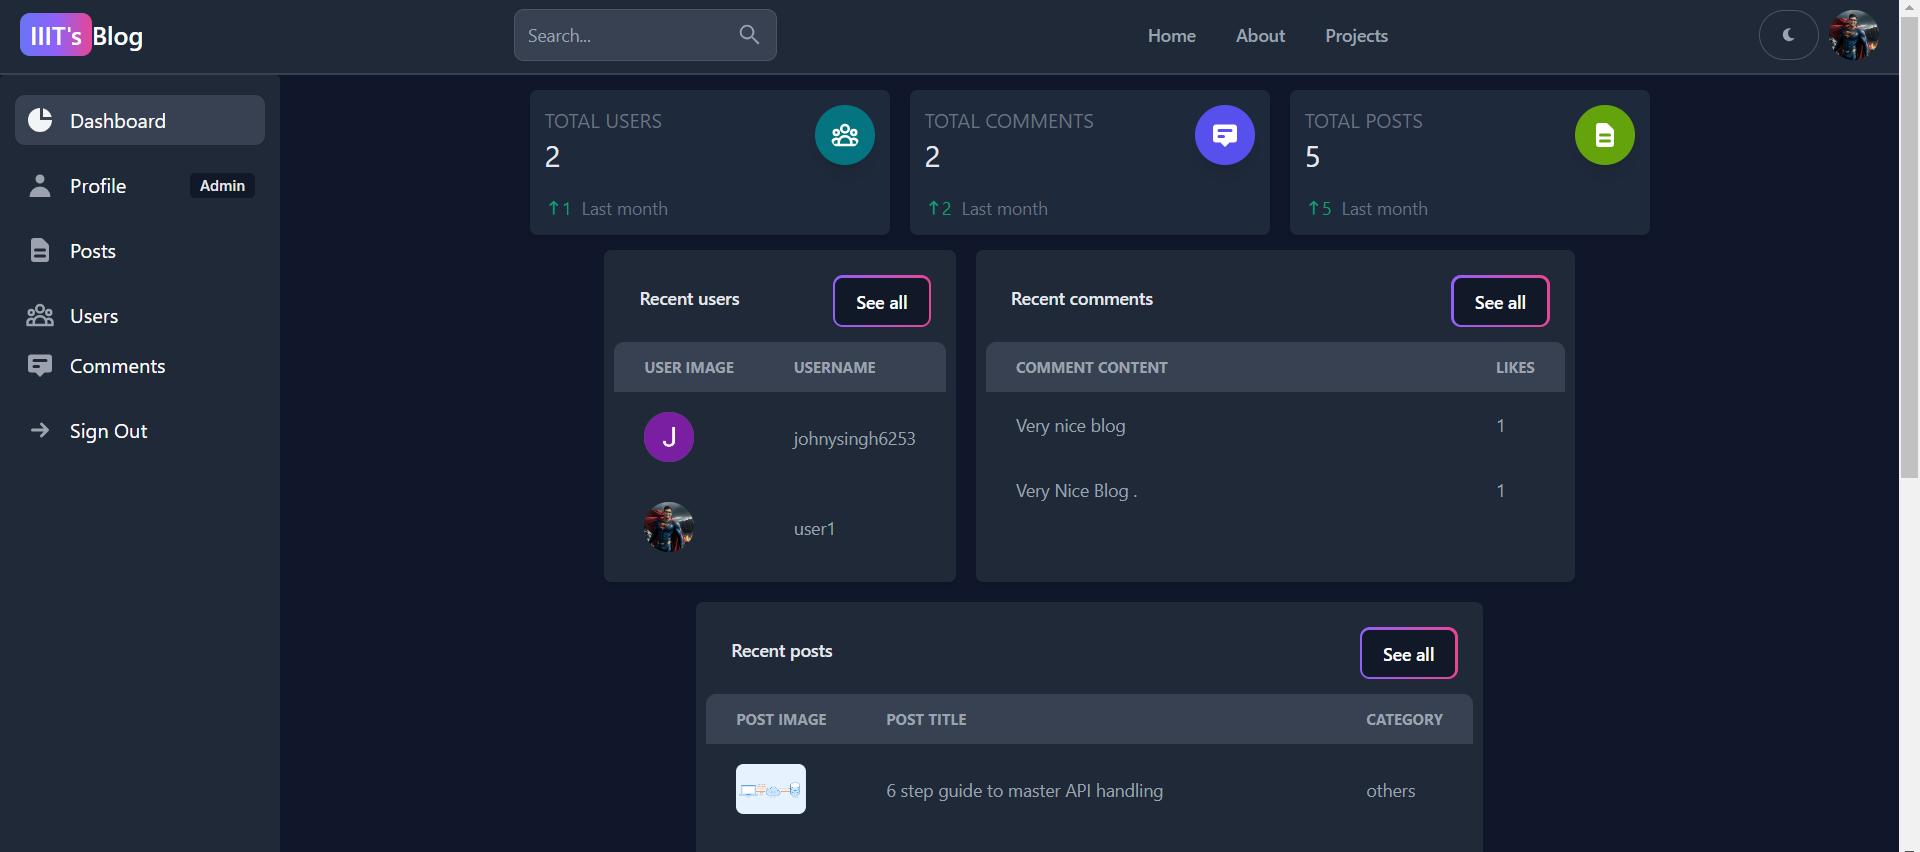 IIIT's Blog
Search...
Home About Projects
Dashboard
Profile Admin
Posts
Users
Comments
Sign Out
TOTAL USERS
2
↑1 Last month
TOTAL COMMENTS
2
↑2 Last month
TOTAL POSTS
5
↑5 Last month
Recent users See all
USER IMAGE USERNAME
J johnysingh6253
user1
Recent comments See all
COMMENT CONTENT LIKES
Very nice blog 1
Very Nice Blog . 1
Recent posts See all
POST IMAGE POST TITLE CATEGORY
6 step guide to master API handling others